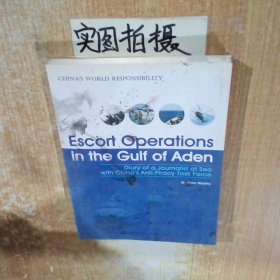 实图拍摄
CHINA'S WORLD RESPONSIBILITY
Escort Operations
in the Gulf of Aden
Diary of a Journalist at Sea
with China's Anti-Piracy Task Force